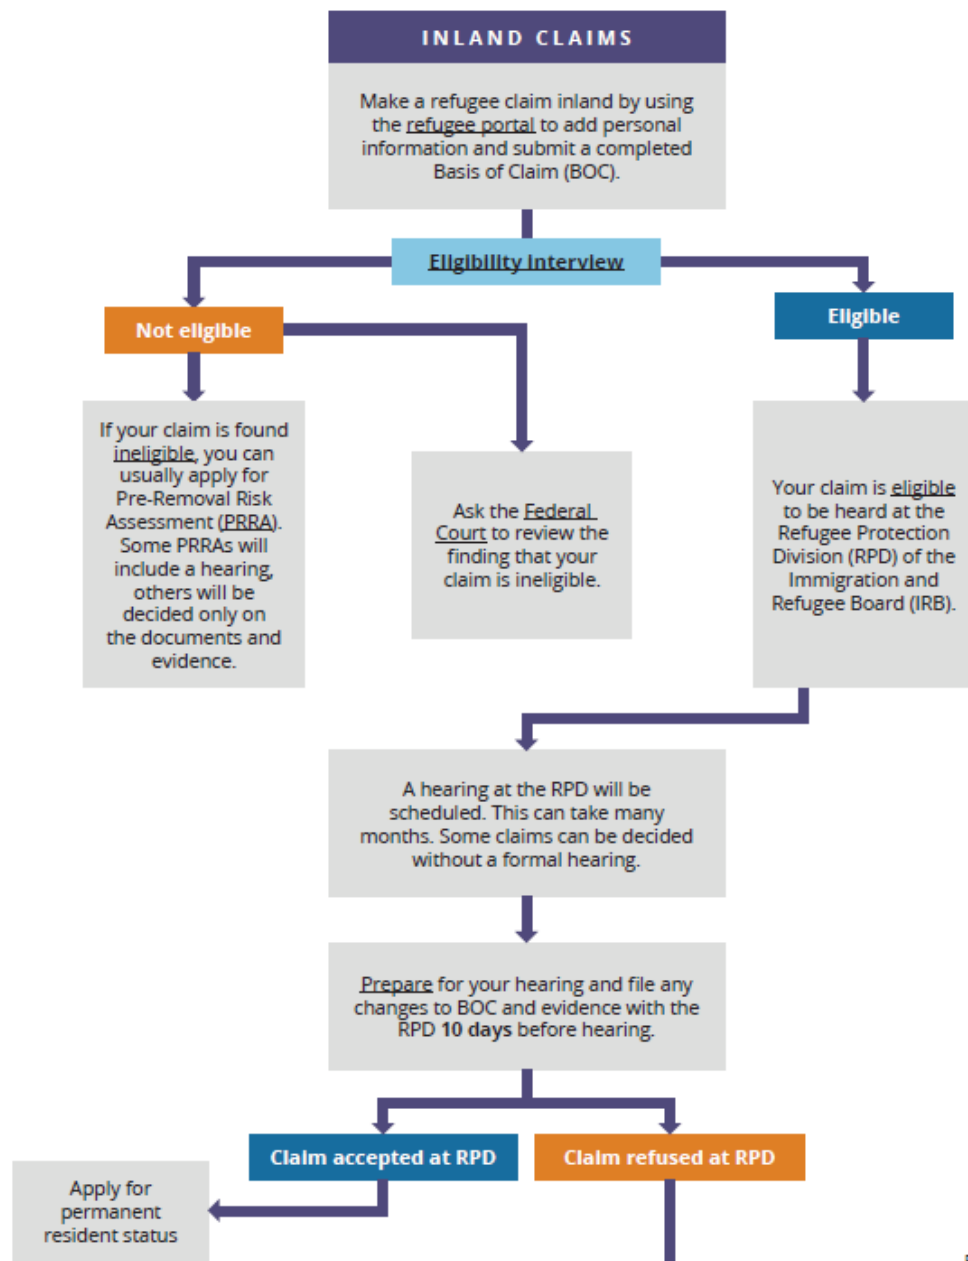 INLAND CLAIMS
Make a refugee claim inland by using
the refugee portal to add personal
information and submit a completed
Basis of Claim (BOC).
Eligibility interview
Not eligible
Eligible
If your claim is found
ineligible, you can
usually apply for
Pre-Removal Risk
Assessment (PRRA).
Some PRRAs will
include a hearing,
others will be
decided only on
the documents and
evidence.
Ask the Federal
Court to review the
finding that your
claim is ineligible.
Your claim is eligible
to be heard at the
Refugee Protection
Division (RPD) of the
Immigration and
Refugee Board (IRB).
A hearing at the RPD will be
scheduled. This can take many
months. Some claims can be decided
without a formal hearing.
Prepare for your hearing and file any
changes to BOC and evidence with the
RPD 10 days before hearing.
Claim accepted at RPD
Claim refused at RPD
Apply for
permanent
resident status